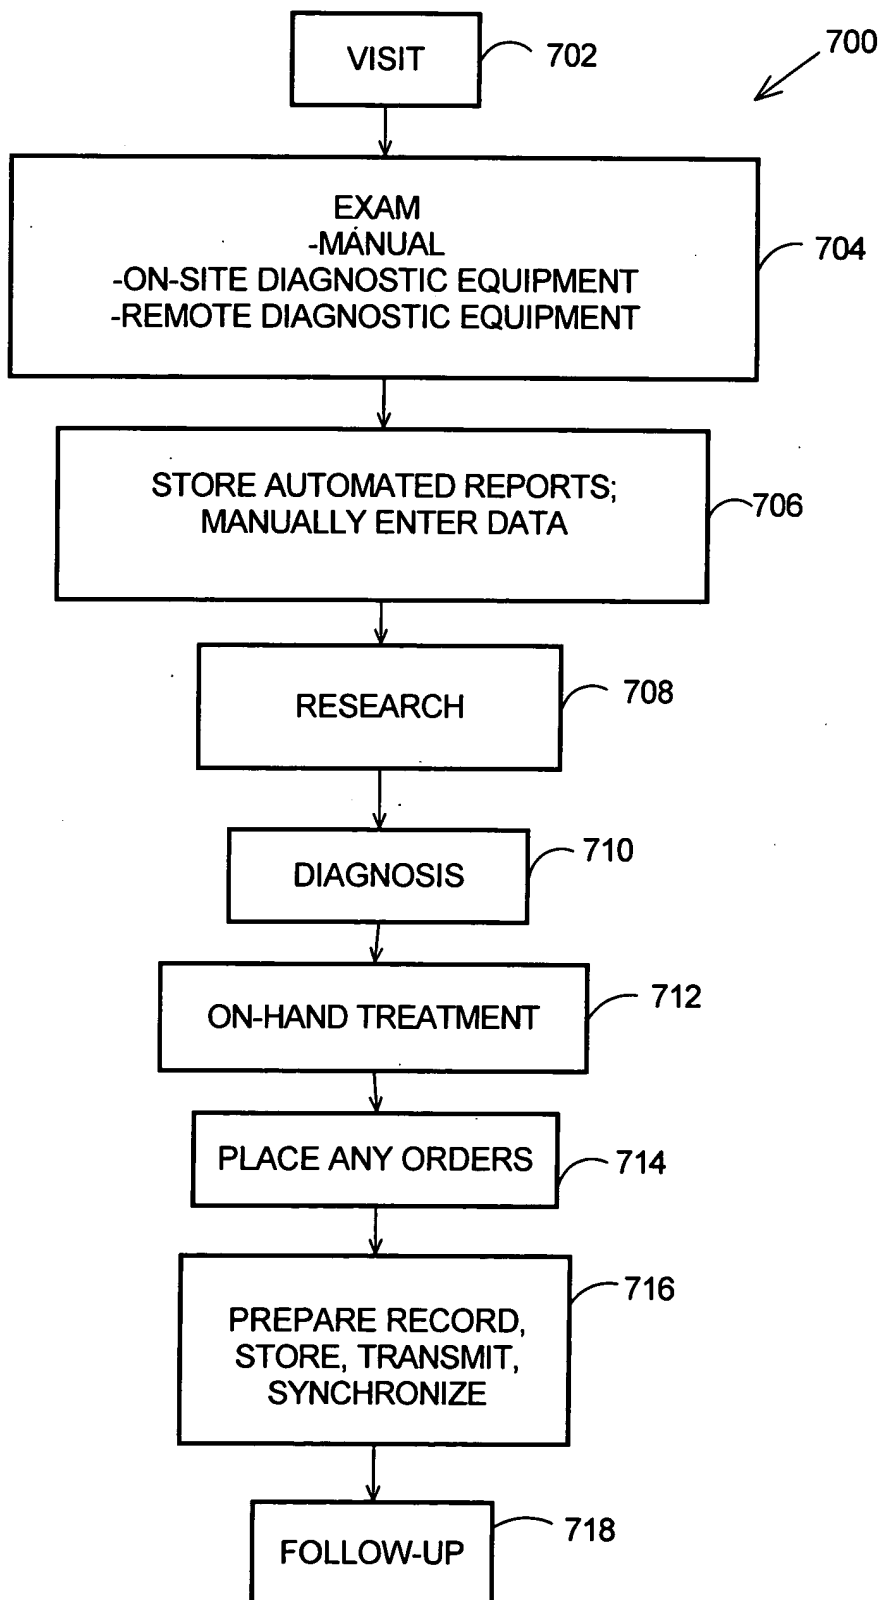 VISIT
702
700
EXAM
-MANUAL
-ON-SITE DIAGNOSTIC EQUIPMENT
-REMOTE DIAGNOSTIC EQUIPMENT
704
STORE AUTOMATED REPORTS;
MANUALLY ENTER DATA
706
RESEARCH
708
DIAGNOSIS
710
ON-HAND TREATMENT
712
PLACE ANY ORDERS
714
PREPARE RECORD,
STORE, TRANSMIT,
SYNCHRONIZE
716
FOLLOW-UP
718